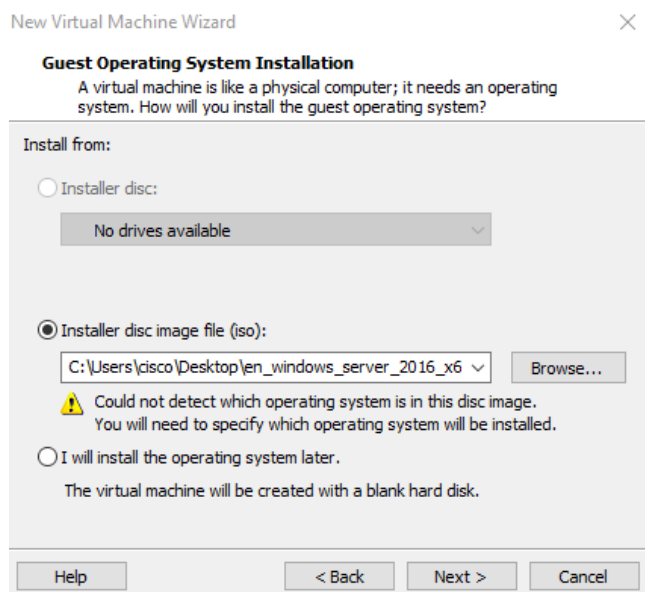 New Virtual Machine Wizard
Guest Operating System Installation
A virtual machine is like a physical computer; it needs an operating
system. How will you install the guest operating system?
Install from:
Installer disc:
No drives available
Installer disc image file (iso):
C:\Users\cisco\Desktop\en_windows_server_2016_x6
Browse...
Could not detect which operating system is in this disc image.
You will need to specify which operating system will be installed.
I will install the operating system later.
The virtual machine will be created with a blank hard disk.
Help
< Back
Next >
Cancel